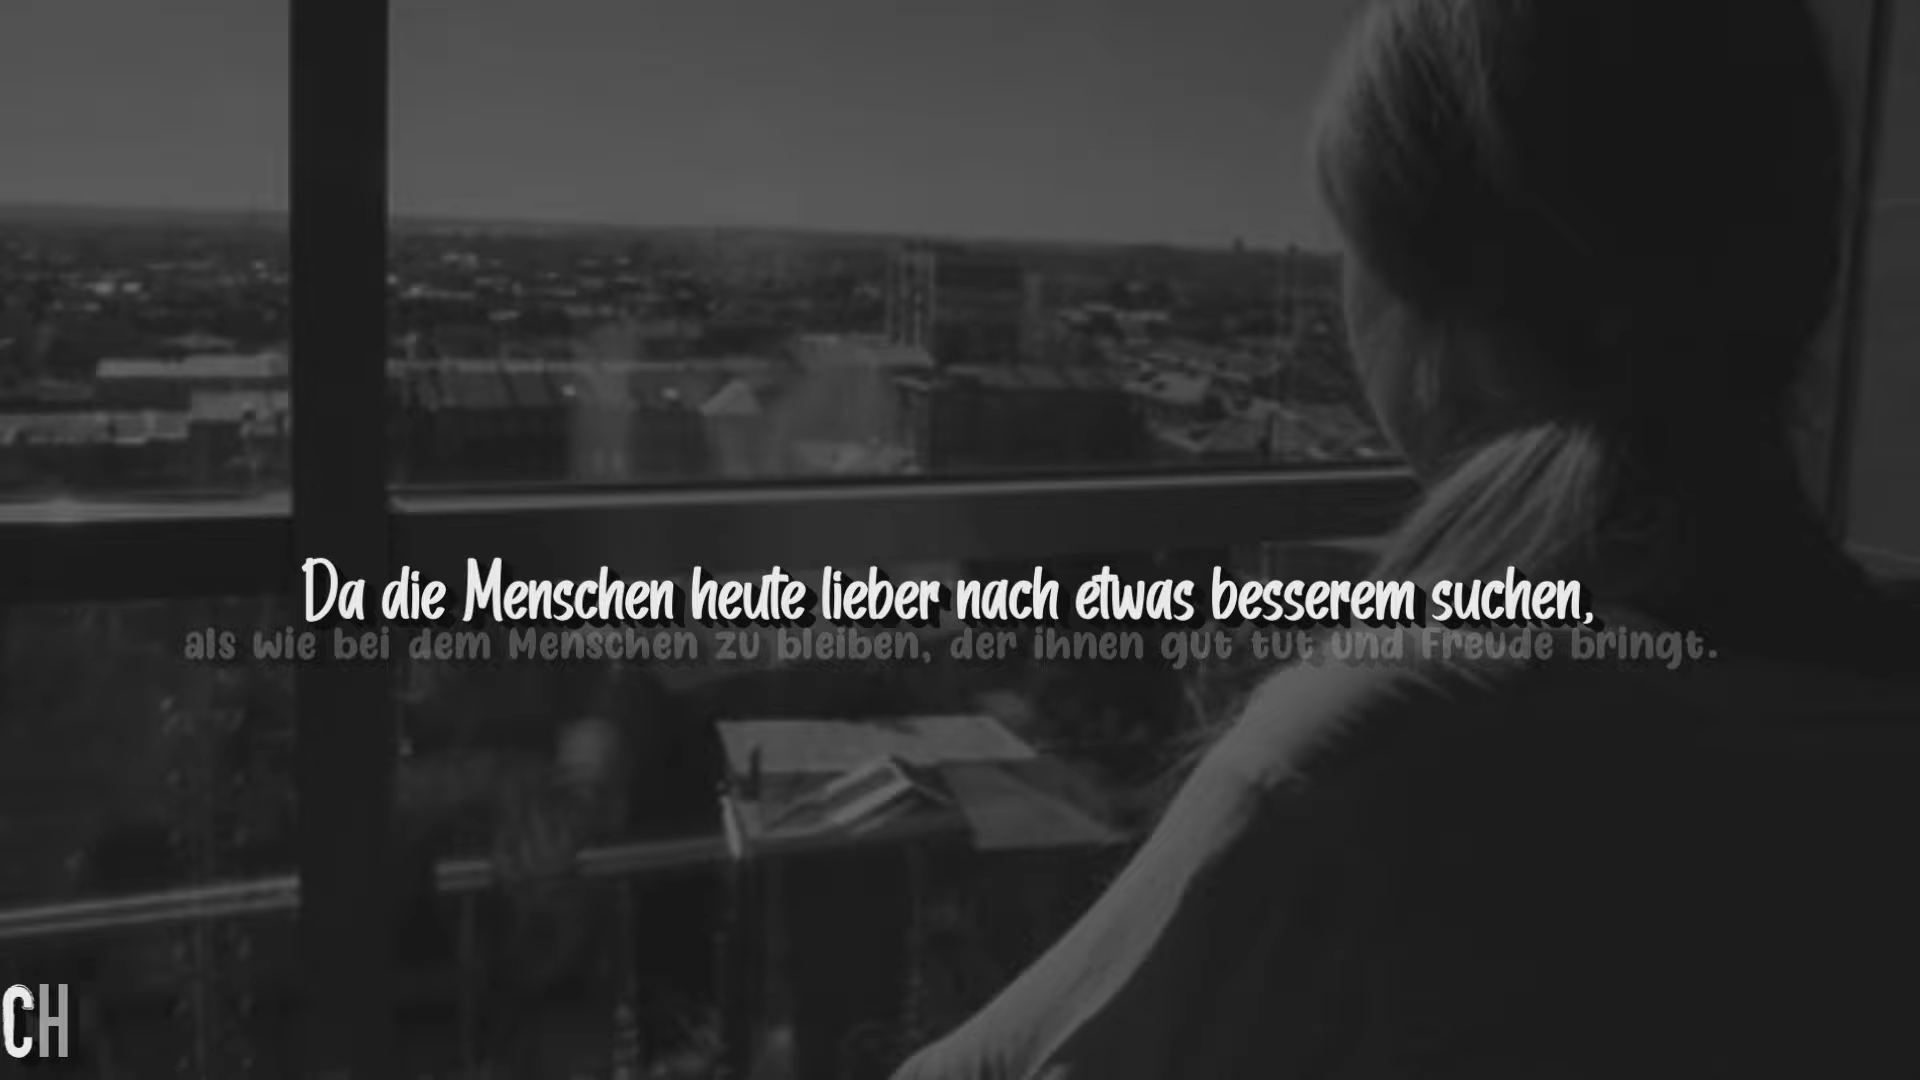 Da die Menschen heute lieber nach etwas besserem suchen,
als wie bei dem Menschen zu bleiben, der ihnen gut tut und Freude bringt.
CH